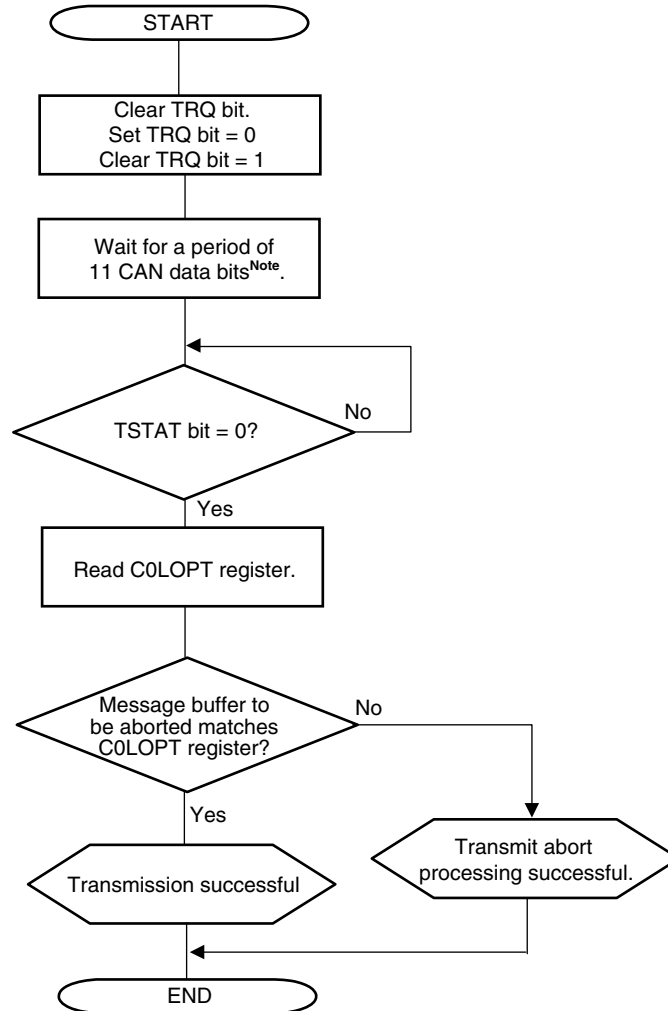 START
Clear TRQ bit.
Set TRQ bit = 0
Clear TRQ bit = 1
Wait for a period of
11 CAN data bitsNote.
TSTAT bit = 0?
No
Yes
Read C0LOPT register.
Message buffer to
be aborted matches
C0LOPT register?
No
Yes
Transmission successful
Transmit abort
processing successful.
END